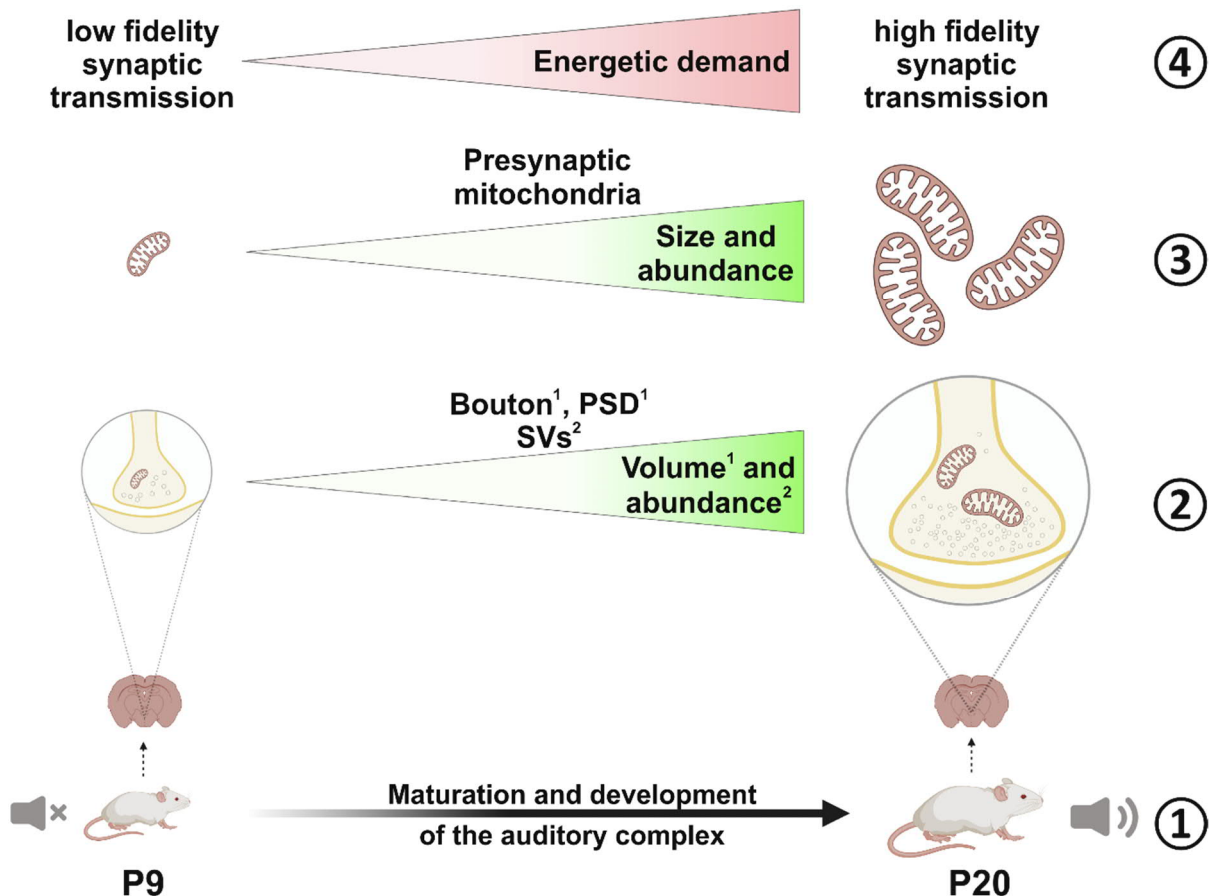 low fidelity
synaptic
transmission
Energetic demand
high fidelity
synaptic
transmission
④
Presynaptic
mitochondria
Size and
abundance
③
Bouton¹, PSD¹
SVs²
Volume¹ and
abundance²
②
Maturation and development
of the auditory complex
①
P9
P20